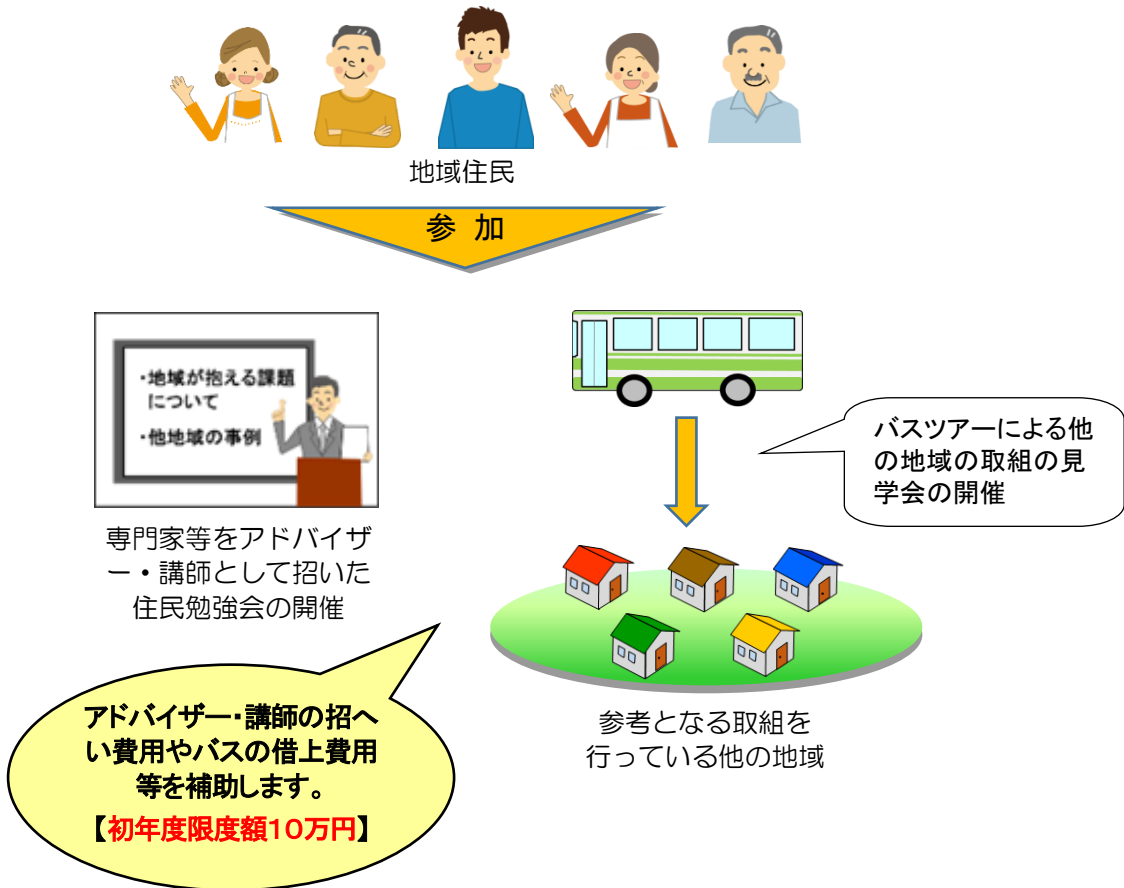 地域住民
参 加
・地域が抱える課題
について
・他地域の事例
専門家等をアドバイザ
ー・講師として招いた
住民勉強会の開催
バスツアーによる他
の地域の取組の見
学会の開催
参考となる取組を
行っている他の地域
アドバイザー・講師の招へ
い費用やバスの借上費用
等を補助します。
【初年度限度額10万円】